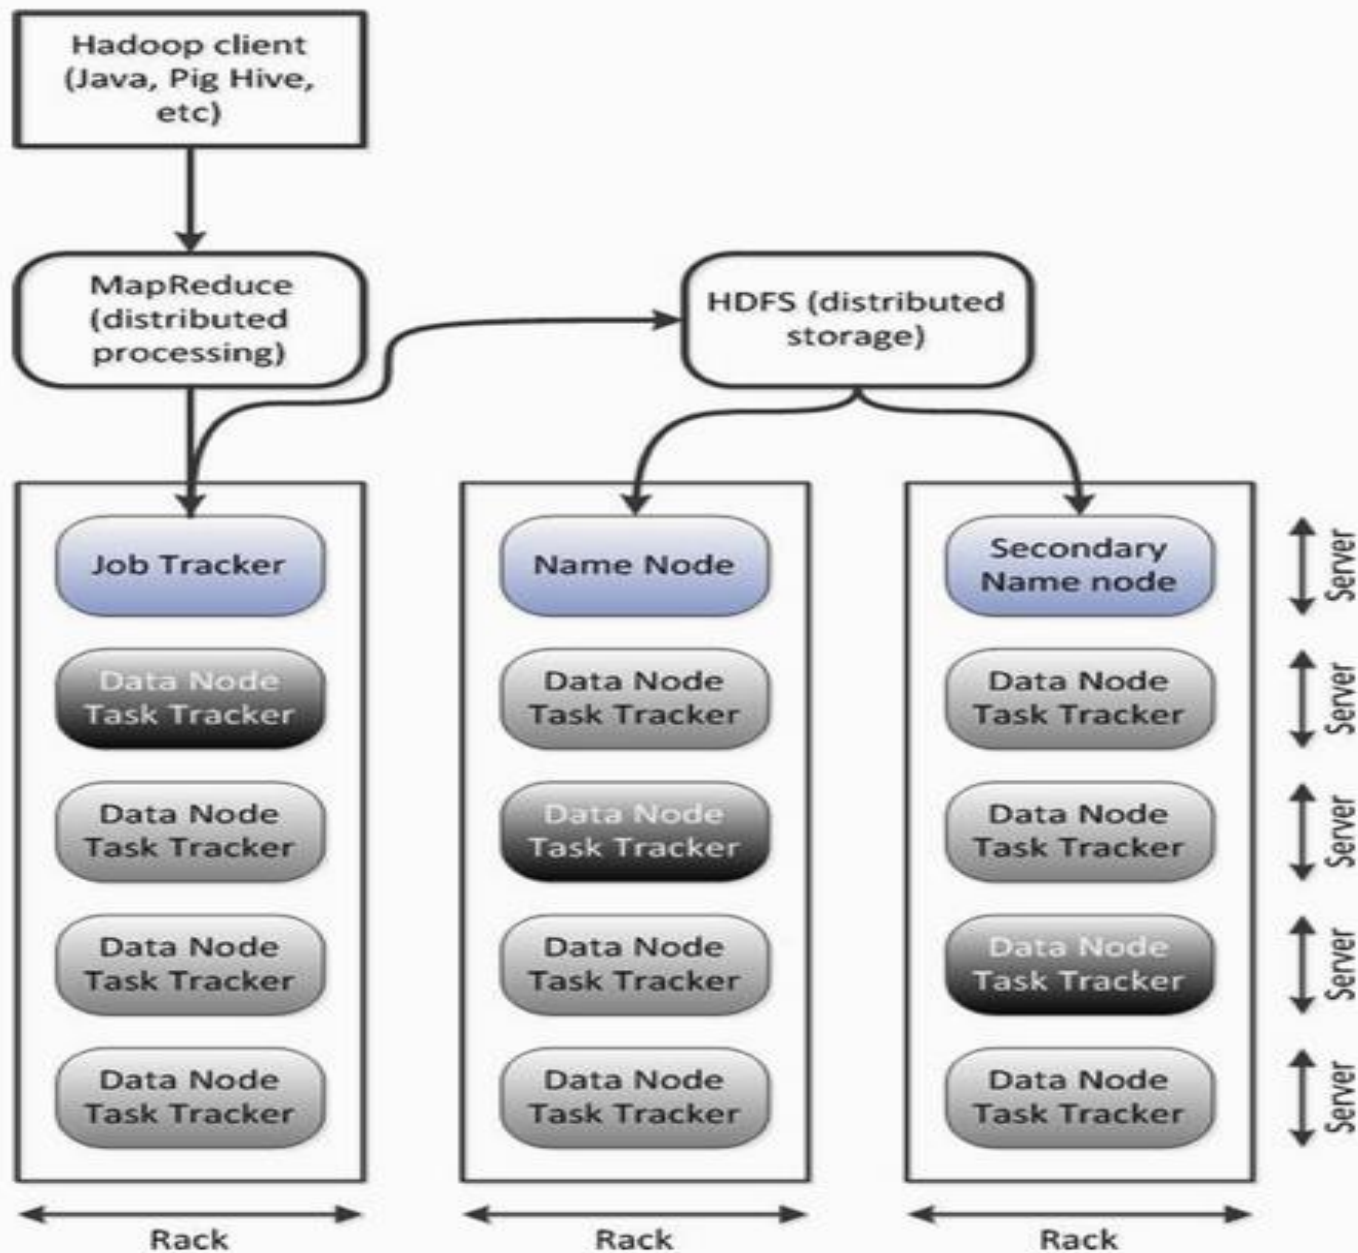 Hadoop client
(Java, Pig Hive,
etc)
MapReduce
(distributed
processing)
HDFS (distributed
storage)
Job Tracker
Data Node
Task Tracker
Data Node
Task Tracker
Data Node
Task Tracker
Data Node
Task Tracker
Rack
Name Node
Data Node
Task Tracker
Data Node
Task Tracker
Data Node
Task Tracker
Data Node
Task Tracker
Rack
Secondary
Name node
Data Node
Task Tracker
Data Node
Task Tracker
Data Node
Task Tracker
Data Node
Task Tracker
Rack
Server
Server
Server
Server
Server